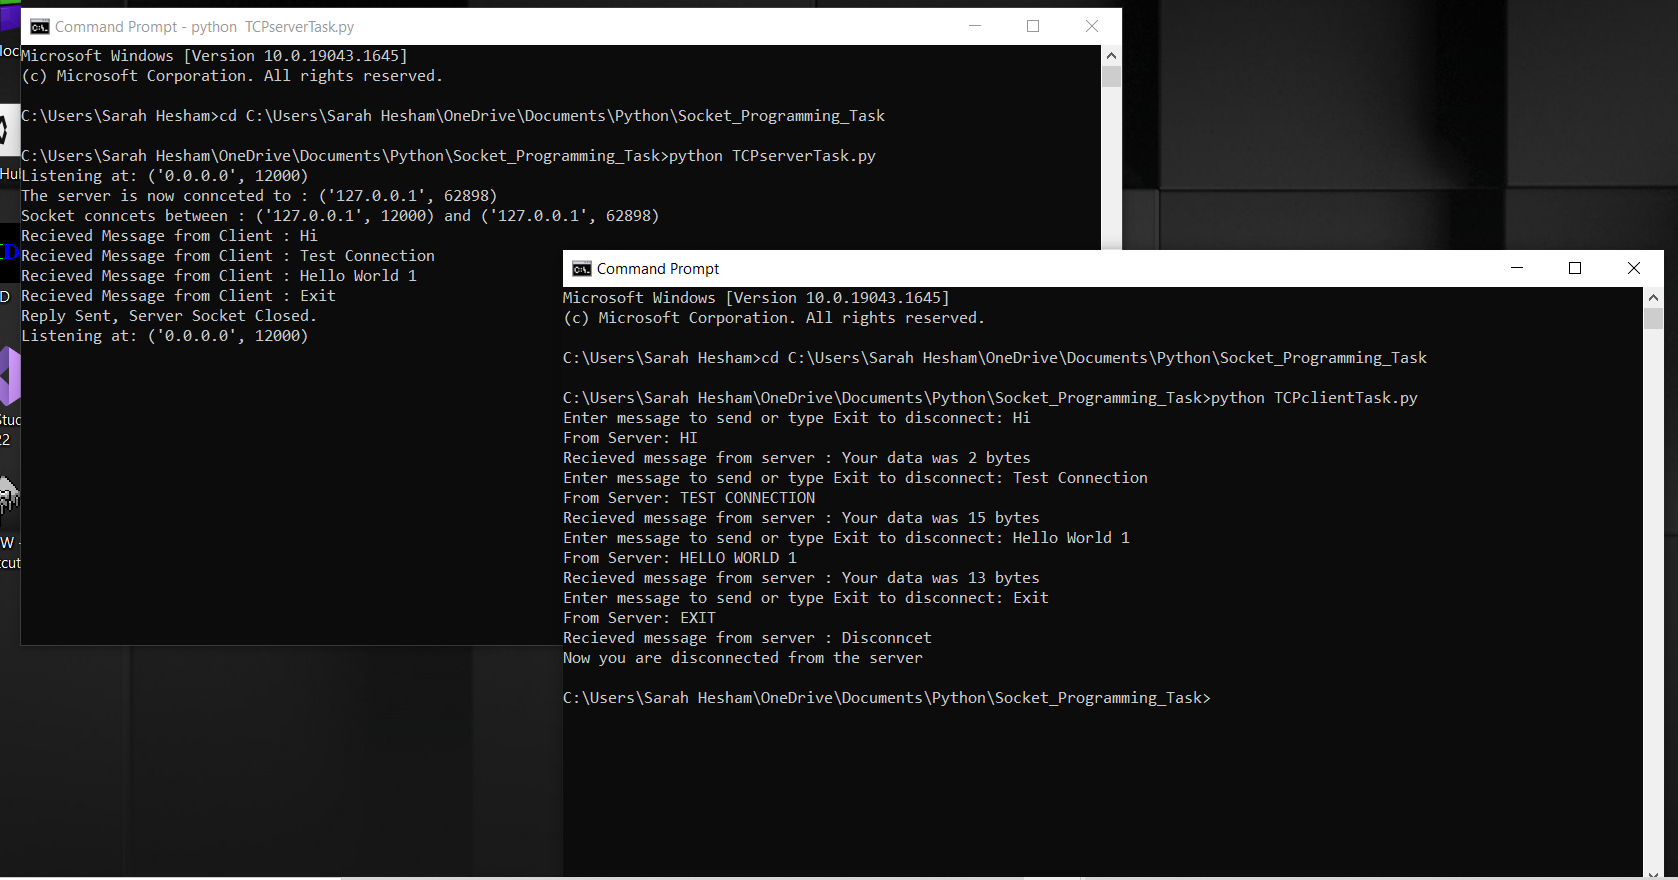 Command Prompt - python  TCPserverTask.py
Microsoft Windows [Version 10.0.19043.1645]
(c) Microsoft Corporation. All rights reserved.
C:\Users\Sarah Hesham>cd C:\Users\Sarah Hesham\OneDrive\Documents\Python\Socket_Programming_Task
C:\Users\Sarah Hesham\OneDrive\Documents\Python\Socket_Programming_Task>python TCPserverTask.py
Listening at: ('0.0.0.0', 12000)
The server is now connceted to : ('127.0.0.1', 62898)
Socket conncets between : ('127.0.0.1', 12000) and ('127.0.0.1', 62898)
Recieved Message from Client : Hi
Recieved Message from Client : Test Connection
Recieved Message from Client : Hello World 1
Recieved Message from Client : Exit
Reply Sent, Server Socket Closed.
Listening at: ('0.0.0.0', 12000)
Command Prompt
Microsoft Windows [Version 10.0.19043.1645]
(c) Microsoft Corporation. All rights reserved.
C:\Users\Sarah Hesham>cd C:\Users\Sarah Hesham\OneDrive\Documents\Python\Socket_Programming_Task
C:\Users\Sarah Hesham\OneDrive\Documents\Python\Socket_Programming_Task>python TCPclientTask.py
Enter message to send or type Exit to disconnect: Hi
From Server: HI
Recieved message from server : Your data was 2 bytes
Enter message to send or type Exit to disconnect: Test Connection
From Server: TEST CONNECTION
Recieved message from server : Your data was 15 bytes
Enter message to send or type Exit to disconnect: Hello World 1
From Server: HELLO WORLD 1
Recieved message from server : Your data was 13 bytes
Enter message to send or type Exit to disconnect: Exit
From Server: EXIT
Recieved message from server : Disconncet
Now you are disconnected from the server
C:\Users\Sarah Hesham\OneDrive\Documents\Python\Socket_Programming_Task>